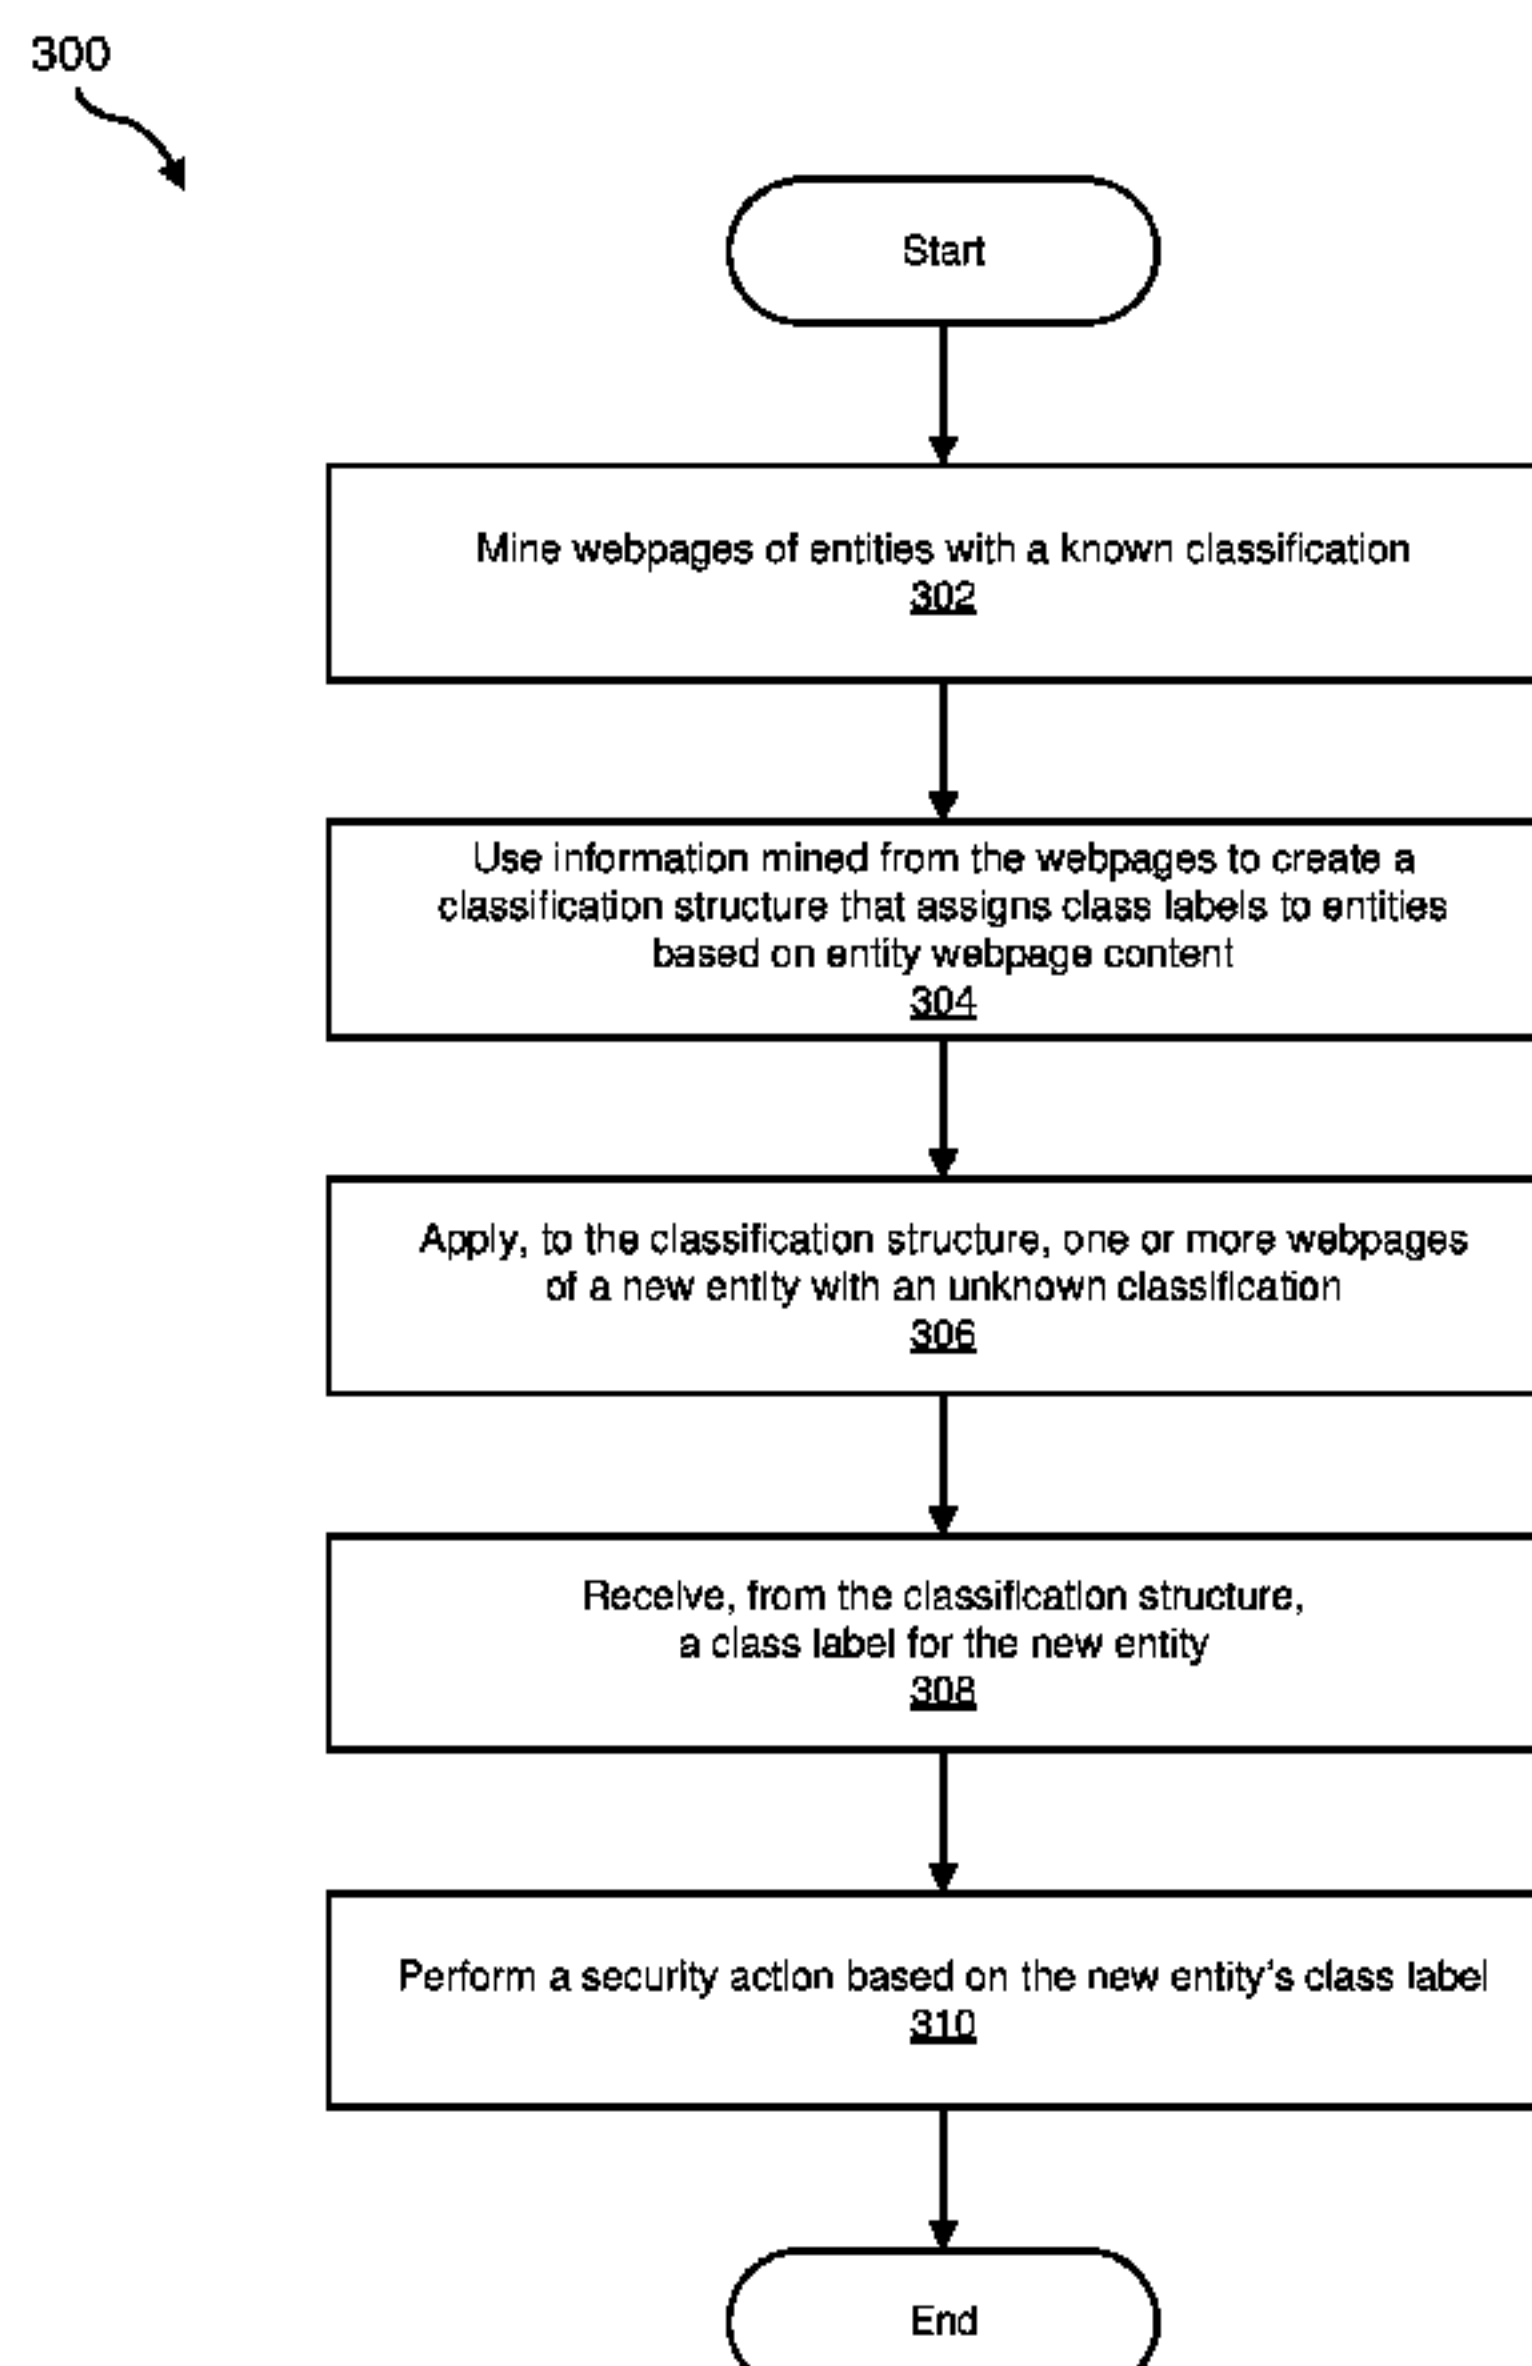 300
Start
Mine webpages of entities with a known classification
302
Use information mined from the webpages to create a
classification structure that assigns class labels to entities
based on entity webpage content
304
Apply, to the classification structure, one or more webpages
of a new entity with an unknown classification
306
Receive, from the classification structure,
a class label for the new entity
308
Perform a security action based on the new entity's class label
310
End